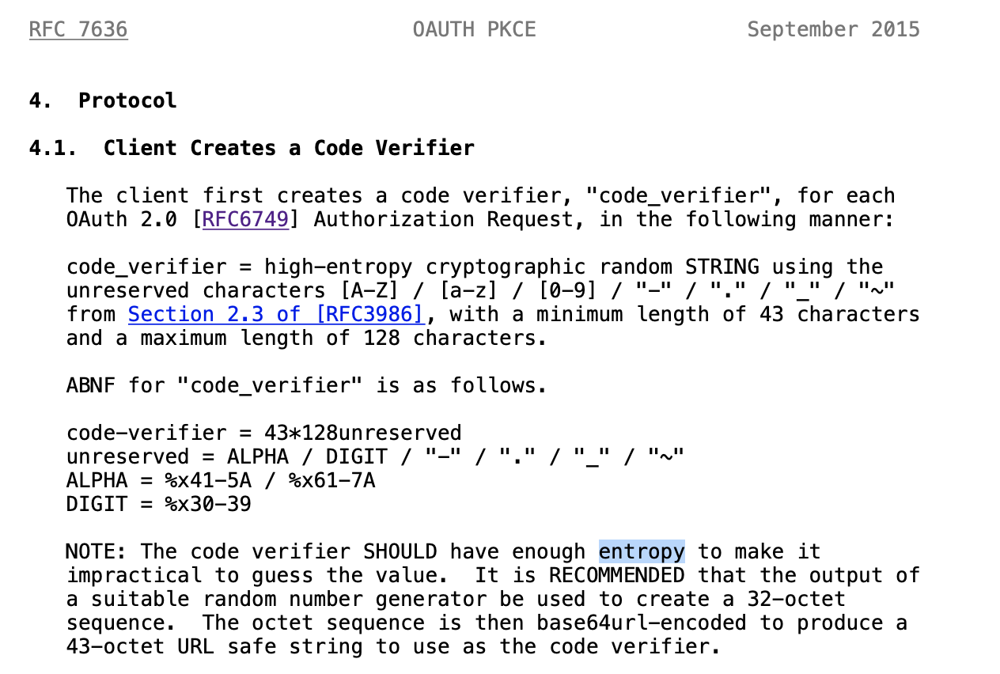 RFC 7636 OAUTH PKCE September 2015
4. Protocol
4.1. Client Creates a Code Verifier
The client first creates a code verifier, "code_verifier", for each
OAuth 2.0 [RFC6749] Authorization Request, in the following manner:
code_verifier = high-entropy cryptographic random STRING using the
unreserved characters [A-Z] / [a-z] / [0-9] / "-" / "." / "_" / "~"
from Section 2.3 of [RFC3986], with a minimum length of 43 characters
and a maximum length of 128 characters.
ABNF for "code_verifier" is as follows.
code-verifier = 43*128unreserved
unreserved = ALPHA / DIGIT / "-" / "." / "_" / "~"
ALPHA = %x41-5A / %x61-7A
DIGIT = %x30-39
NOTE: The code verifier SHOULD have enough entropy to make it
impractical to guess the value. It is RECOMMENDED that the output of
a suitable random number generator be used to create a 32-octet
sequence. The octet sequence is then base64url-encoded to produce a
43-octet URL safe string to use as the code verifier.